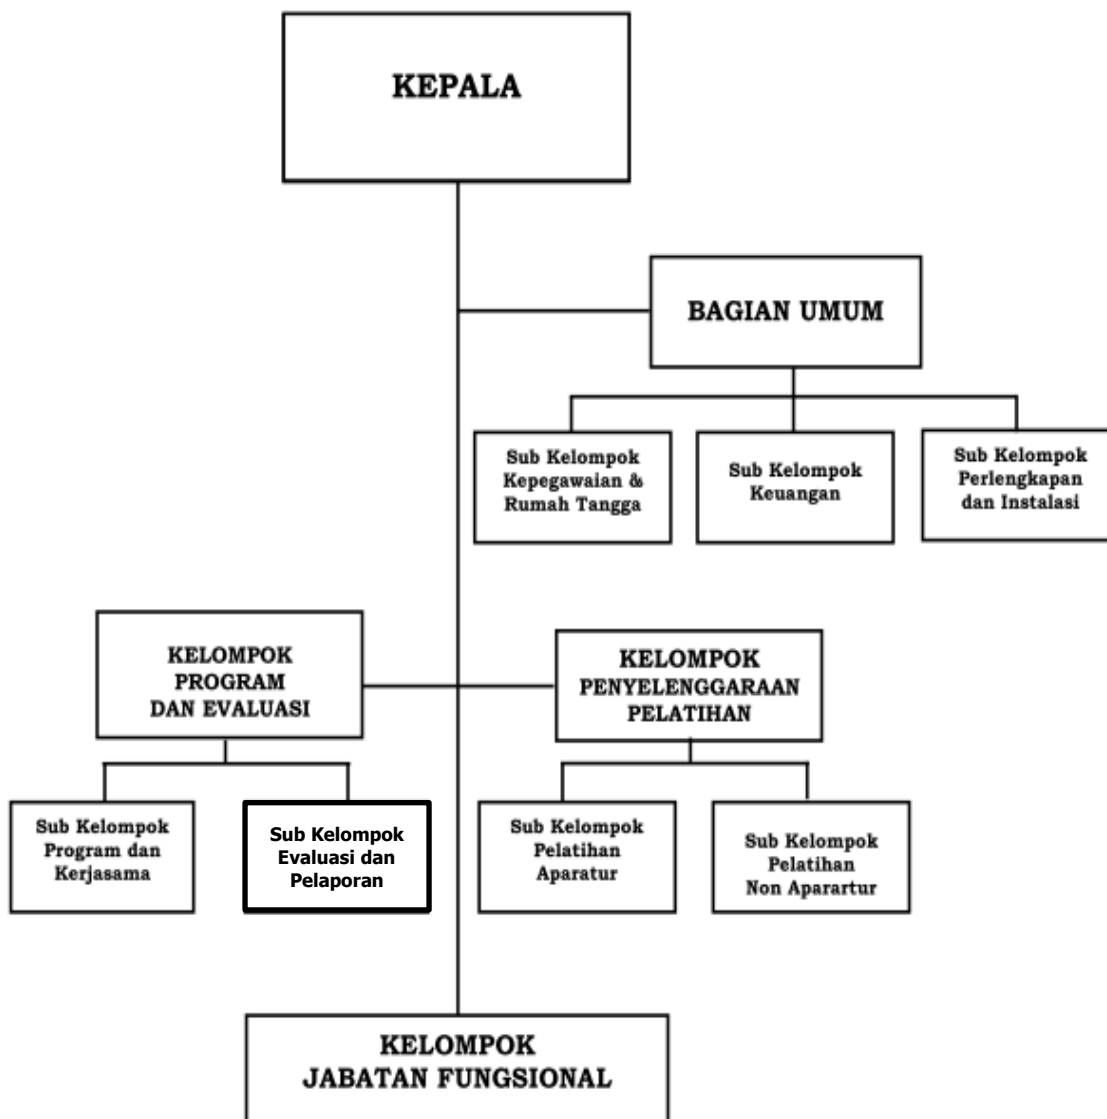 KEPALA
BAGIAN UMUM
Sub Kelompok
Kepegawaian &
Rumah Tangga
Sub Kelompok
Keuangan
Sub Kelompok
Perlengkapan
dan Instalasi
KELOMPOK
PROGRAM
DAN EVALUASI
KELOMPOK
PENYELENGGARAAN
PELATIHAN
Sub Kelompok
Program dan
Kerjasama
Sub Kelompok
Evaluasi dan
Pelaporan
Sub Kelompok
Pelatihan
Aparatur
Sub Kelompok
Pelatihan
Non Aparartur
KELOMPOK
JABATAN FUNGSIONAL